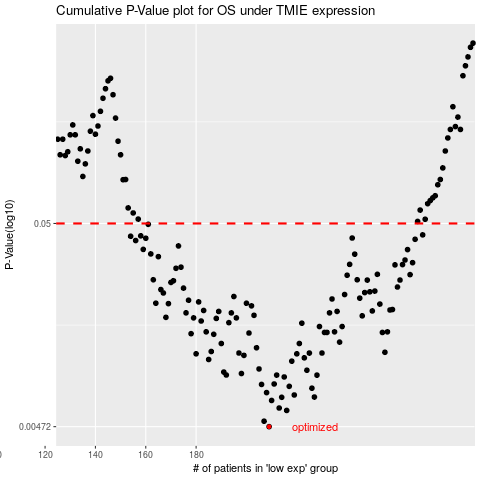 Cumulative P-Value plot for OS under TMIE expression
P-Value(log10)
0.05
0.00472
optimized
0 120 140 160 180
# of patients in 'low exp' group